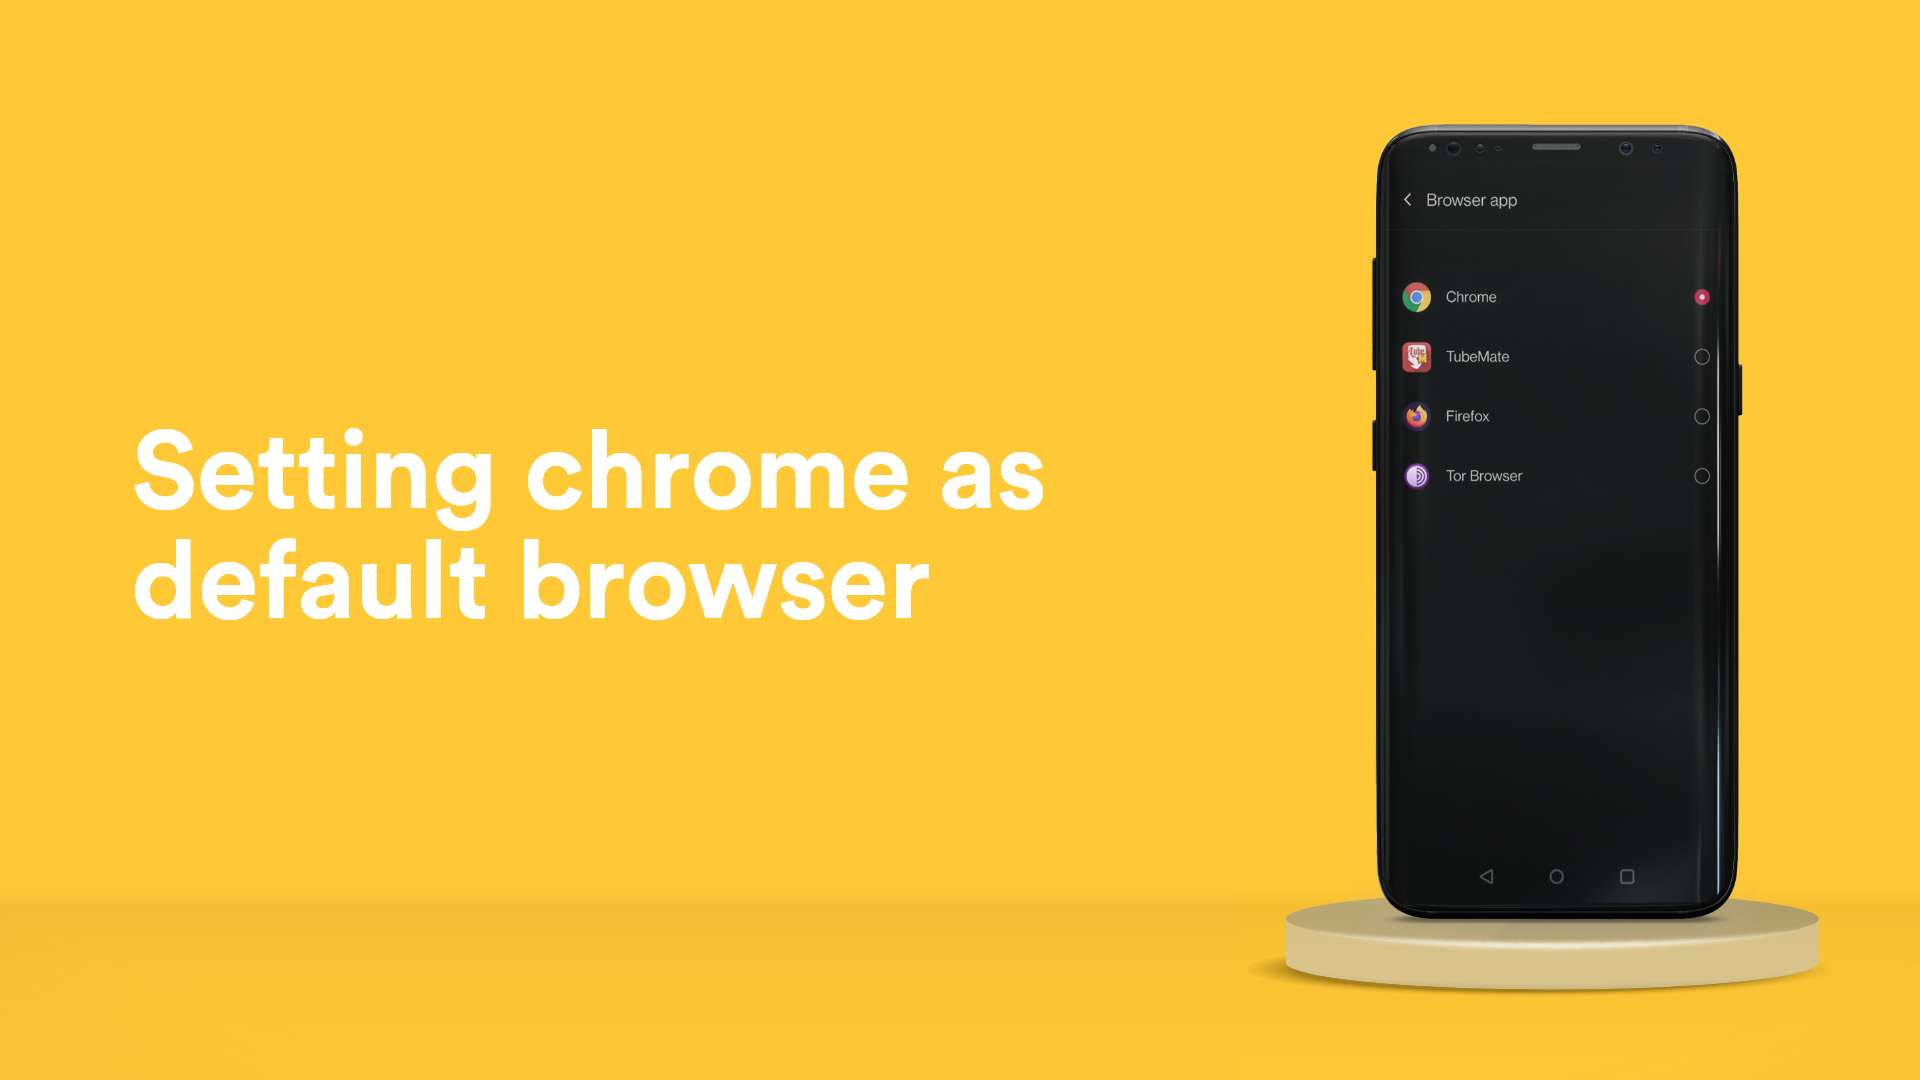 Setting chrome as
default browser
Browser app
Chrome
TubeMate
Firefox
Tor Browser